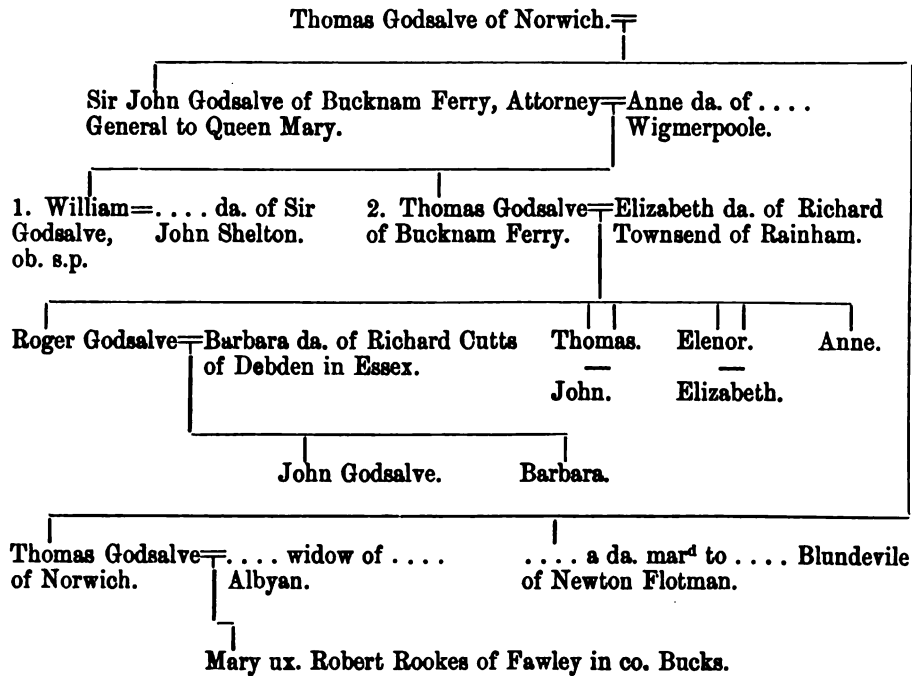 Thomas Godsalve of Norwich.
Sir John Godsalve of Bucknam Ferry, Attorney
General to Queen Mary.
Anne da. of . . . .
Wigmerpoole.
1. William
Godsalve,
ob. s.p.
. . . . da. of Sir
John Shelton.
2. Thomas Godsalve
of Bucknam Ferry.
Elizabeth da. of Richard
Townsend of Rainham.
Roger Godsalve
Barbara da. of Richard Cutts
of Debden in Essex.
Thomas.
John.
Elenor.
Elizabeth.
Anne.
John Godsalve.
Barbara.
Thomas Godsalve
of Norwich.
. . . . widow of . . . .
Albyan.
. . . . a da. marᵈ to . . . . Blundevile
of Newton Flotman.
Mary ux. Robert Rookes of Fawley in co. Bucks.